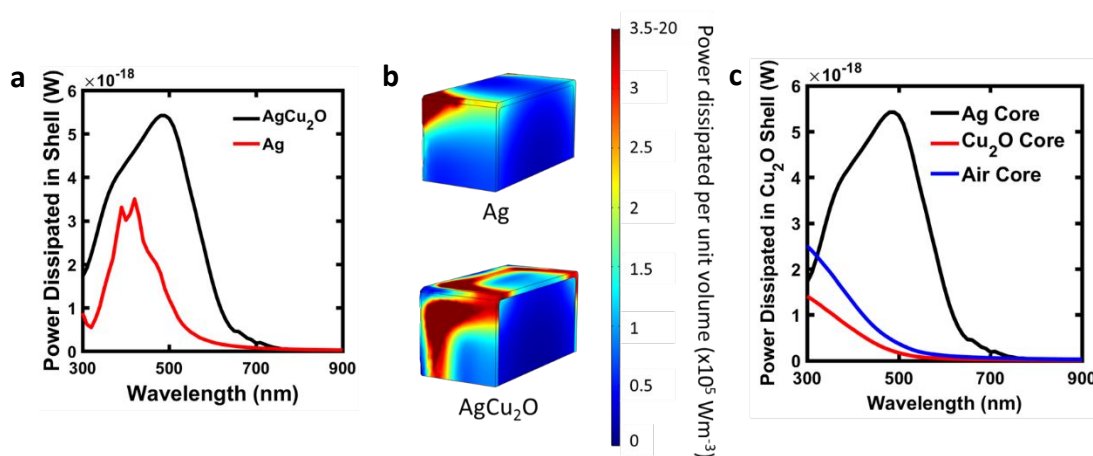 a
×10⁻¹⁸
Power Dissipated in Shell (W)
6
5
4
3
2
1
0
AgCu₂O
Ag
300
500
700
900
Wavelength (nm)
b
Ag
AgCu₂O
3.5-20
3
2.5
2
1.5
1
0.5
0
Power dissipated per unit volume (x10⁵ Wm⁻³)
c
×10⁻¹⁸
Power Dissipated in Cu₂O Shell (W)
6
5
4
3
2
1
0
Ag Core
Cu₂O Core
Air Core
300
500
700
900
Wavelength (nm)